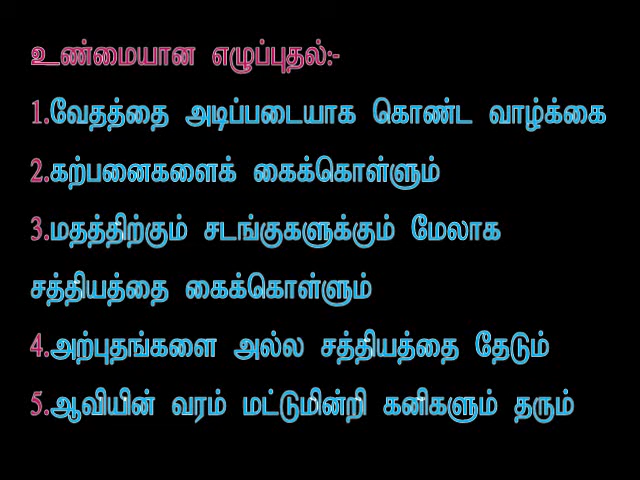 உண்மையான எழுப்புதல்:-
1.வேதத்தை அடிப்படையாக கொண்ட வாழ்க்கை
2.கற்பனைகளைக் கைக்கொள்ளும்
3.மதத்திற்கும் சடங்குகளுக்கும் மேலாக
சத்தியத்தை கைக்கொள்ளும்
4.அற்புதங்களை அல்ல சத்தியத்தை தேடும்
5.ஆவியின் வரம் மட்டுமின்றி கனிகளும் தரும்